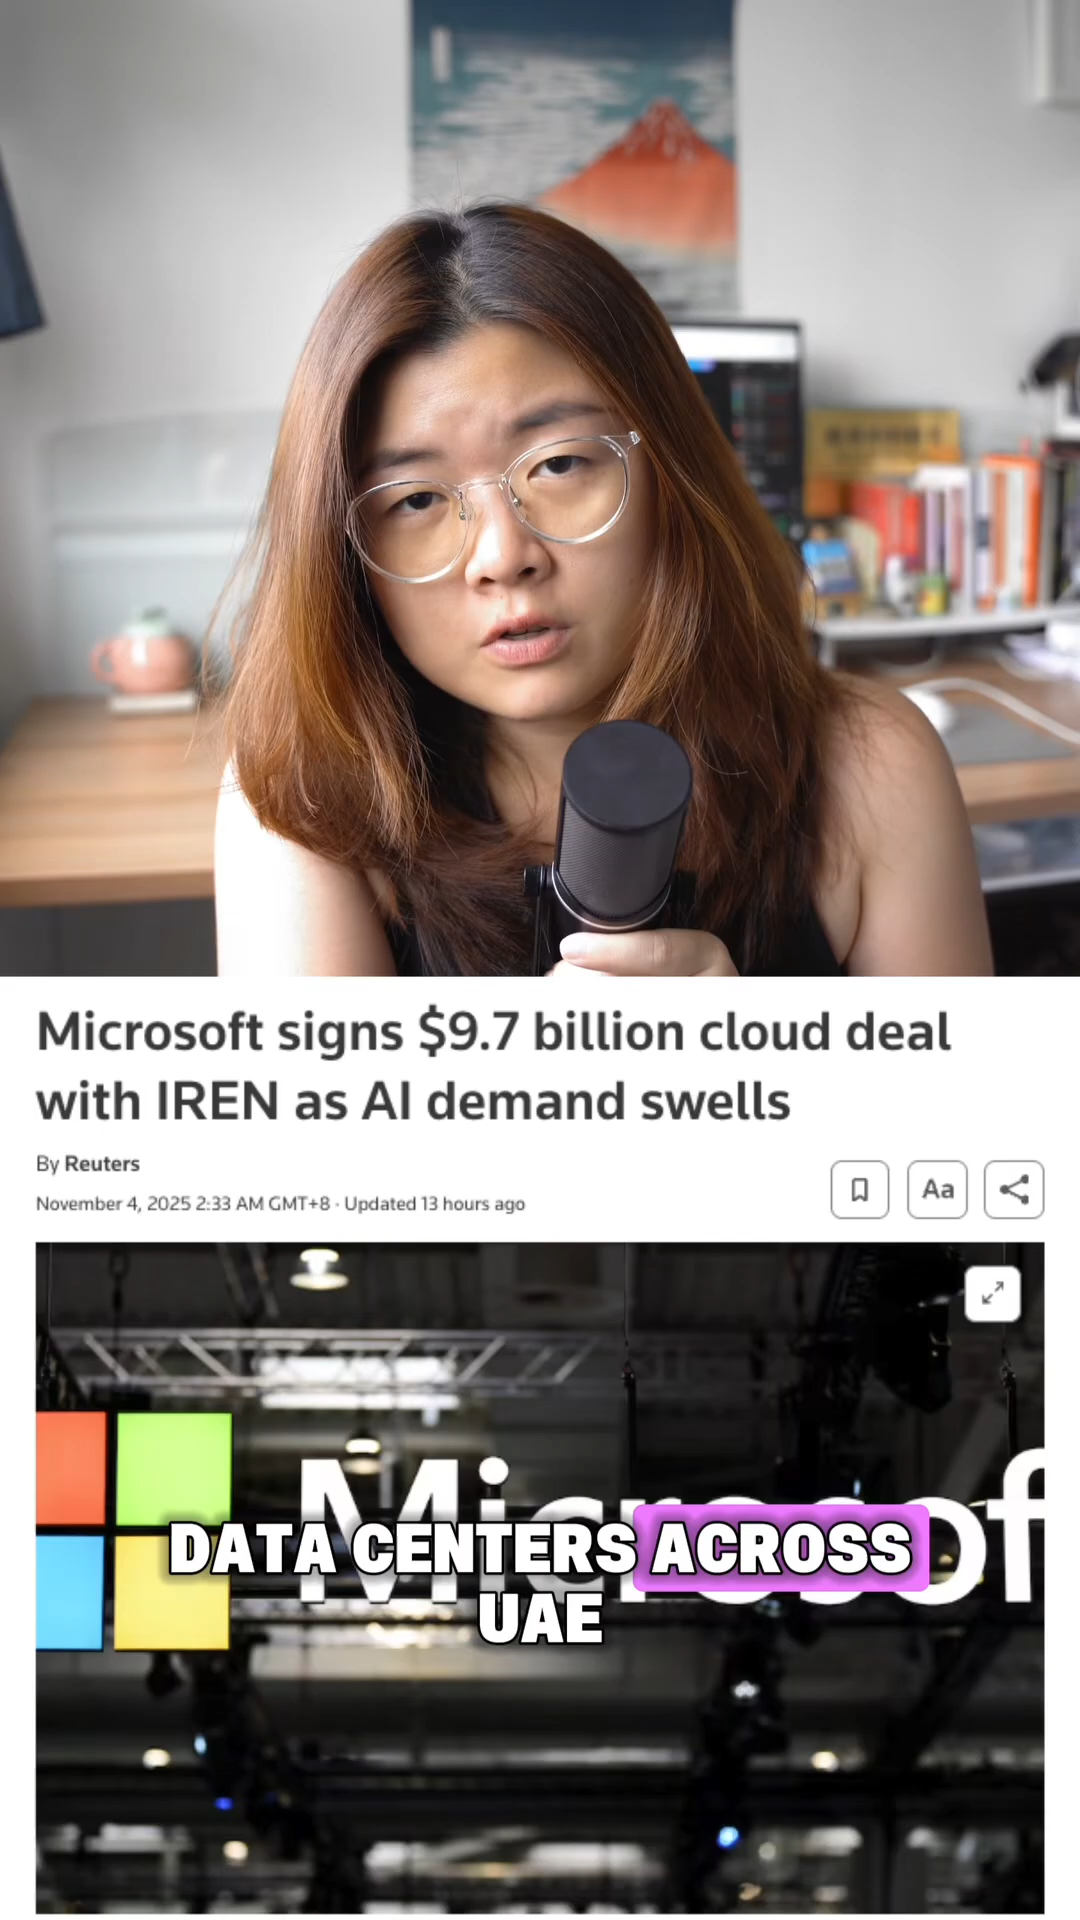 Microsoft signs $9.7 billion cloud deal
with IREN as AI demand swells
By Reuters
November 4, 2025 2:33 AM GMT+8 · Updated 13 hours ago
Aa
Microsof
DATA CENTERS ACROSS
UAE